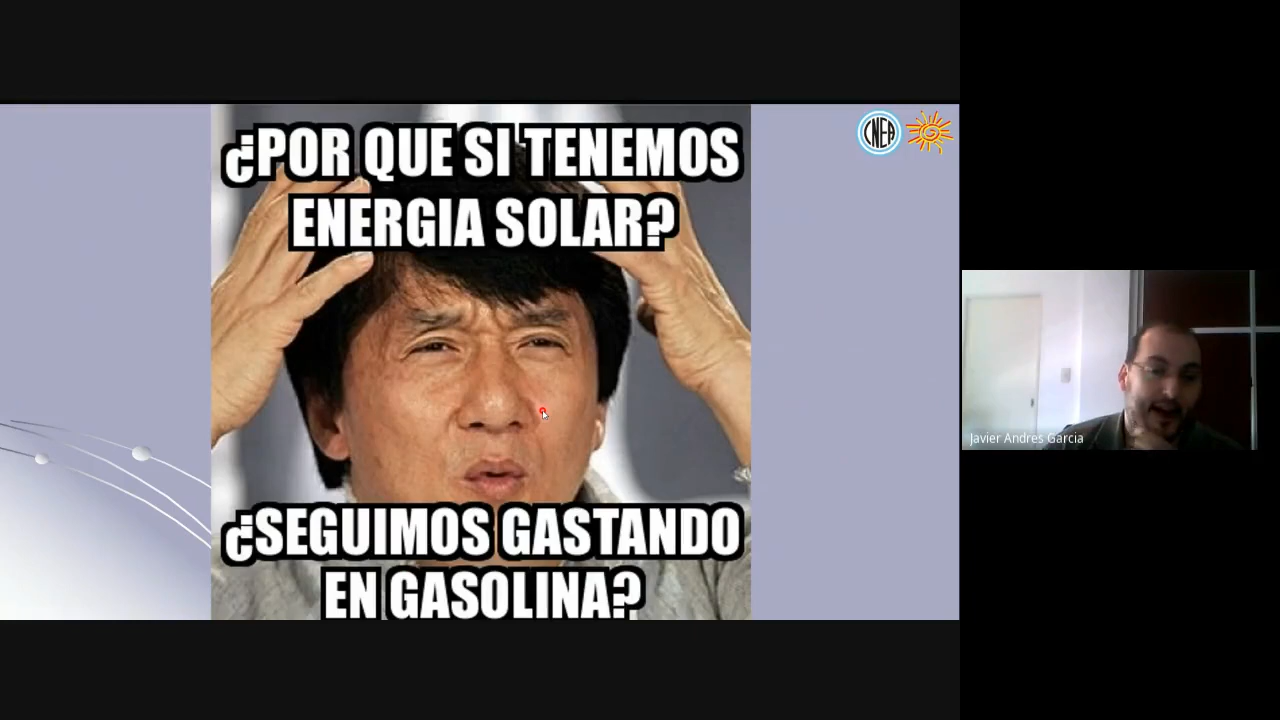 ¿POR QUE SI TENEMOS
ENERGIA SOLAR?
¿SEGUIMOS GASTANDO
EN GASOLINA?
CNEA
Javier Andres Garcia